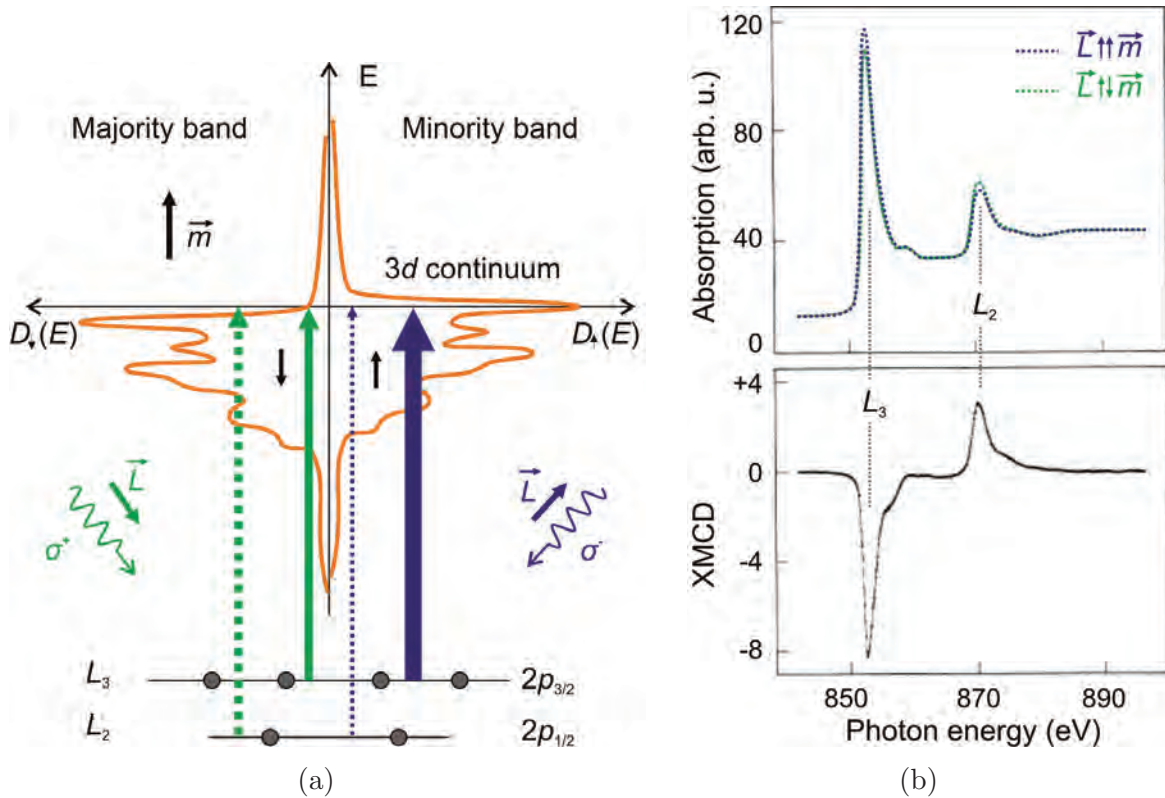 E
Majority band
Minority band
m
3d continuum
D▼(E)
D▲(E)
L
σ⁺
L
σ⁻
L₃
2p₃/₂
L₂
2p₁/₂
(a)
120
80
40
0
Absorption (arb. u.)
L↑↑m
L↑↓m
L₂
L₃
+4
0
-4
-8
XMCD
850
870
890
Photon energy (eV)
(b)